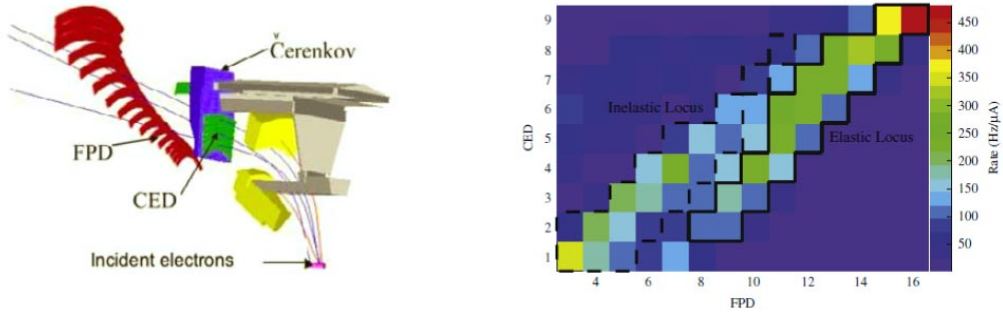 Čerenkov
FPD
CED
Incident electrons
CED
9
8
7
6
5
4
3
2
1
Inelastic Locus
Elastic Locus
4 6 8 10 12 14 16
FPD
450
400
350
300
250
200
150
100
50
Rate (Hz/μA)